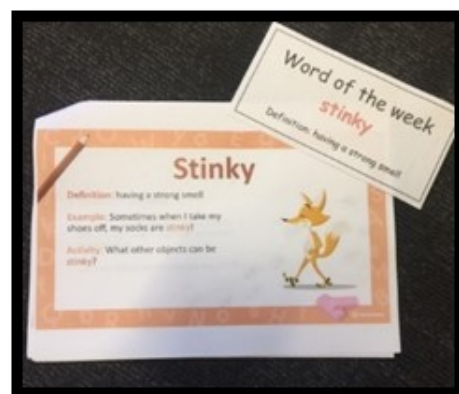 Word of the week
stinky
Definition: having a strong smell
Stinky
Definition: having a strong smell
Example: Sometimes when I take my
shoes off, my socks are stinky!
Activity: What other objects can be
stinky?